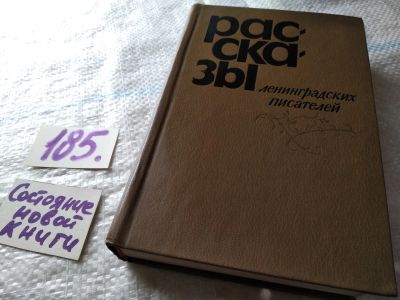 рас-
ска-
зы
ленинградских
писателей
185.
Состояние
новой
книги